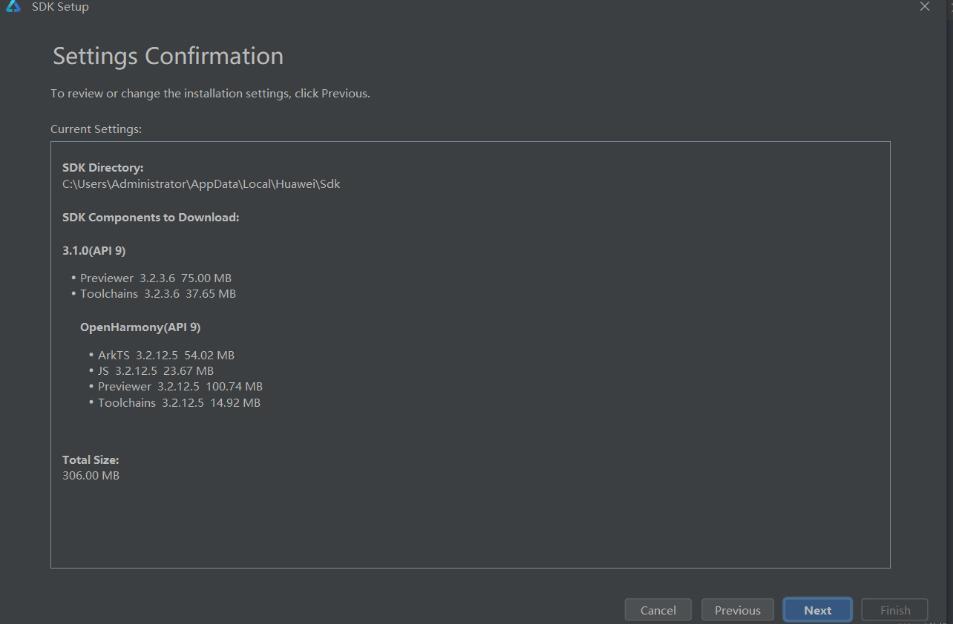 SDK Setup
Settings Confirmation
To review or change the installation settings, click Previous.
Current Settings:
SDK Directory:
C:\Users\Administrator\AppData\Local\Huawei\Sdk
SDK Components to Download:
3.1.0(API 9)
• Previewer 3.2.3.6 75.00 MB
• Toolchains 3.2.3.6 37.65 MB
OpenHarmony(API 9)
• ArkTS 3.2.12.5 54.02 MB
• JS 3.2.12.5 23.67 MB
• Previewer 3.2.12.5 100.74 MB
• Toolchains 3.2.12.5 14.92 MB
Total Size:
306.00 MB
Cancel Previous Next Finish